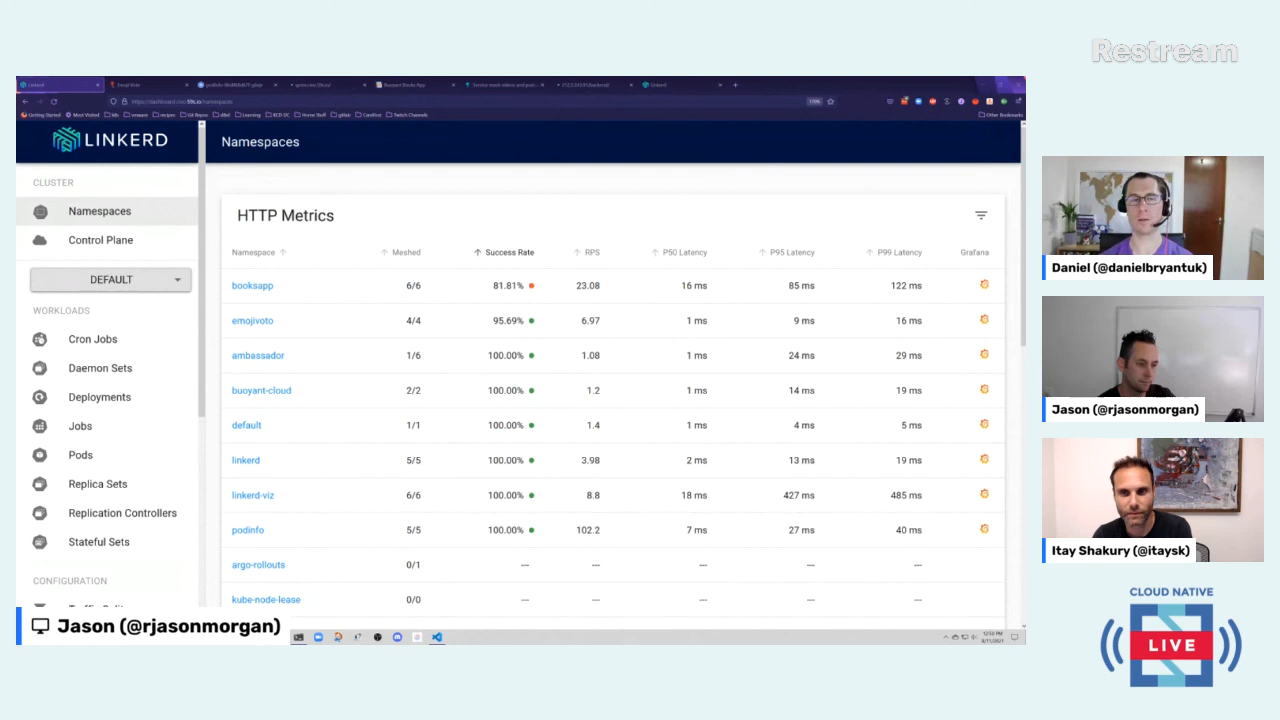 Restream
LINKERD
Namespaces
CLUSTER
Namespaces
Control Plane
DEFAULT
WORKLOADS
Cron Jobs
Daemon Sets
Deployments
Jobs
Pods
Replica Sets
Replication Controllers
Stateful Sets
CONFIGURATION
HTTP Metrics
Namespace ↑ ↑ Meshed ↑ Success Rate ↑ RPS ↑ P50 Latency ↑ P95 Latency ↑ P99 Latency Grafana
booksapp 6/6 81.81% 23.08 16 ms 85 ms 122 ms
emojivoto 4/4 95.69% 6.97 1 ms 9 ms 16 ms
ambassador 1/6 100.00% 1.08 1 ms 24 ms 29 ms
buoyant-cloud 2/2 100.00% 1.2 1 ms 14 ms 19 ms
default 1/1 100.00% 1.4 1 ms 4 ms 5 ms
linkerd 5/5 100.00% 3.98 2 ms 13 ms 19 ms
linkerd-viz 6/6 100.00% 8.8 18 ms 427 ms 485 ms
podinfo 5/5 100.00% 102.2 7 ms 27 ms 40 ms
argo-rollouts 0/1 --- --- --- --- ---
kube-node-lease 0/0 --- --- --- --- ---
Jason (@rjasonmorgan)
Daniel (@danielbryantuk)
Jason (@rjasonmorgan)
Itay Shakury (@itaysk)
CLOUD NATIVE
LIVE